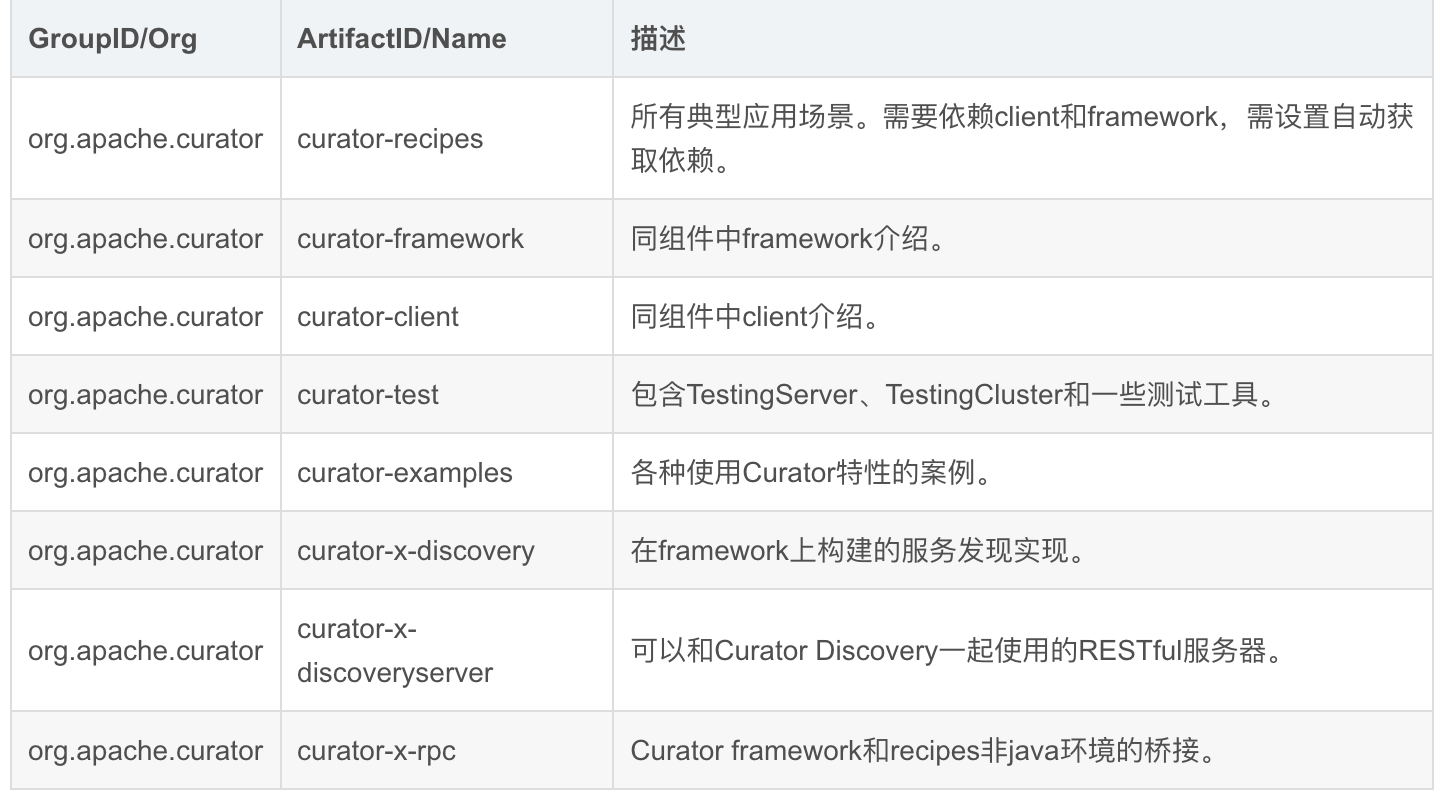 GroupID/Org ArtifactID/Name 描述
org.apache.curator curator-recipes 所有典型应用场景。需要依赖client和framework，需设置自动获
取依赖。
org.apache.curator curator-framework 同组件中framework介绍。
org.apache.curator curator-client 同组件中client介绍。
org.apache.curator curator-test 包含TestingServer、TestingCluster和一些测试工具。
org.apache.curator curator-examples 各种使用Curator特性的案例。
org.apache.curator curator-x-discovery 在framework上构建的服务发现实现。
org.apache.curator curator-x-
discoveryserver 可以和Curator Discovery一起使用的RESTful服务器。
org.apache.curator curator-x-rpc Curator framework和recipes非java环境的桥接。